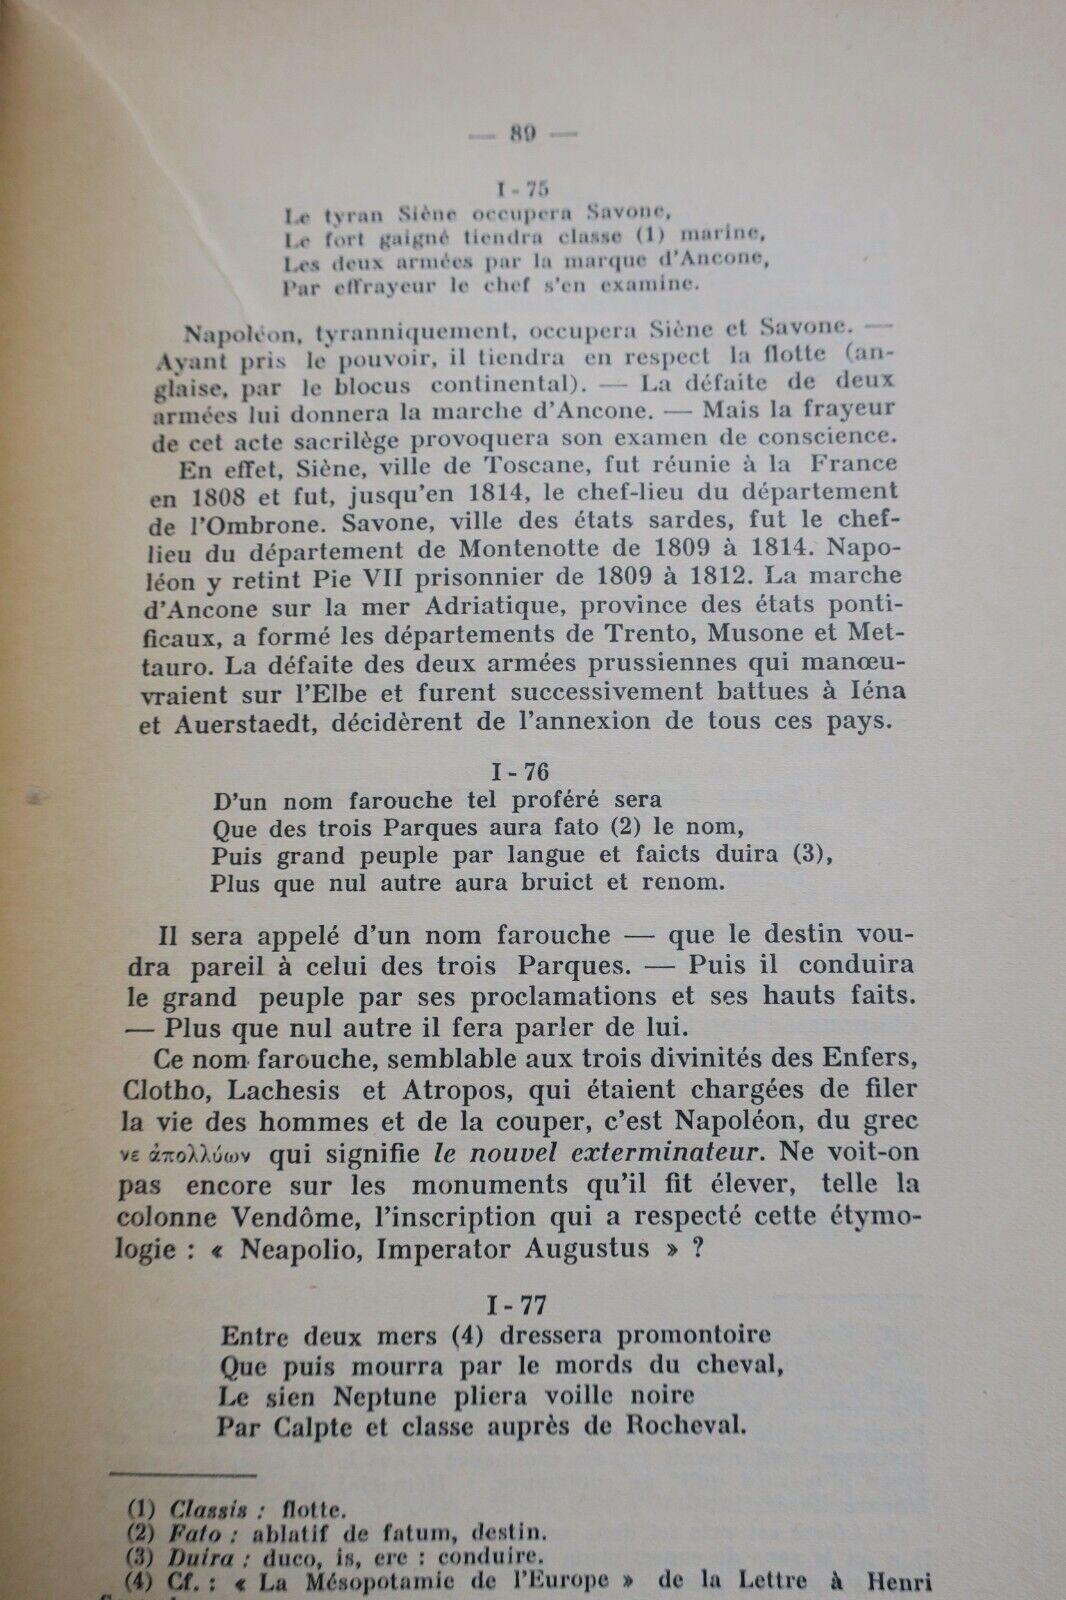 — 89 —
I - 75
Le tyran Siène occupera Savone,
Le fort gaigné tiendra classe (1) marine,
Les deux armées par la marque d'Ancone,
Par effrayeur le chef s'en examine.
Napoléon, tyranniquement, occupera Siène et Savone. —
Ayant pris le pouvoir, il tiendra en respect la flotte (an-
glaise, par le blocus continental). — La défaite de deux
armées lui donnera la marche d'Ancone. — Mais la frayeur
de cet acte sacrilège provoquera son examen de conscience.
En effet, Siène, ville de Toscane, fut réunie à la France
en 1808 et fut, jusqu'en 1814, le chef-lieu du département
de l'Ombrone. Savone, ville des états sardes, fut le chef-
lieu du département de Montenotte de 1809 à 1814. Napo-
léon y retint Pie VII prisonnier de 1809 à 1812. La marche
d'Ancone sur la mer Adriatique, province des états ponti-
ficaux, a formé les départements de Trento, Musone et Met-
tauro. La défaite des deux armées prussiennes qui manœu-
vraient sur l'Elbe et furent successivement battues à Iéna
et Auerstaedt, décidèrent de l'annexion de tous ces pays.
I - 76
D'un nom farouche tel proféré sera
Que des trois Parques aura fato (2) le nom,
Puis grand peuple par langue et faicts duira (3),
Plus que nul autre aura bruict et renom.
Il sera appelé d'un nom farouche — que le destin vou-
dra pareil à celui des trois Parques. — Puis il conduira
le grand peuple par ses proclamations et ses hauts faits.
— Plus que nul autre il fera parler de lui.
Ce nom farouche, semblable aux trois divinités des Enfers,
Clotho, Lachesis et Atropos, qui étaient chargées de filer
la vie des hommes et de la couper, c'est Napoléon, du grec
νε ἀπολλύων qui signifie le nouvel exterminateur. Ne voit-on
pas encore sur les monuments qu'il fit élever, telle la
colonne Vendôme, l'inscription qui a respecté cette étymo-
logie : « Neapolio, Imperator Augustus » ?
I - 77
Entre deux mers (4) dressera promontoire
Que puis mourra par le mords du cheval,
Le sien Neptune pliera voille noire
Par Calpte et classe auprès de Rocheval.
(1) Classis : flotte.
(2) Fato : ablatif de fatum, destin.
(3) Duira : duco, is, ere : conduire.
(4) Cf. : « La Mésopotamie de l'Europe » de la Lettre à Henri